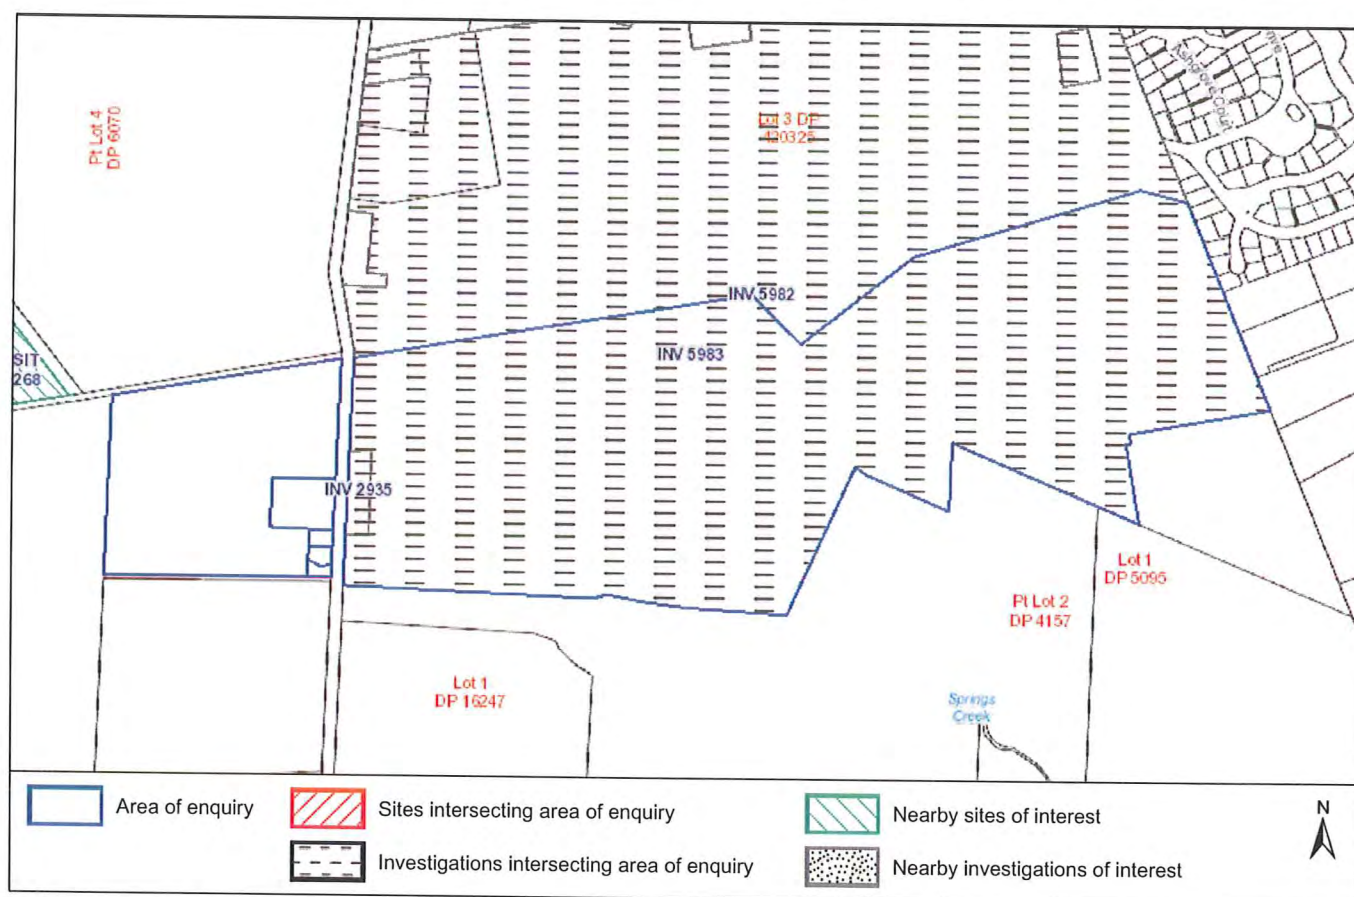 Pt Lot 4
DP 6070
Lot 3 DP
420325
Ashgrove Court
INV 5982
INV 5983
SIT
268
INV 2935
Lot 1
DP 5095
Pt Lot 2
DP 4157
Lot 1
DP 16247
Springs
Creek
Area of enquiry
Sites intersecting area of enquiry
Nearby sites of interest
Investigations intersecting area of enquiry
Nearby investigations of interest
N